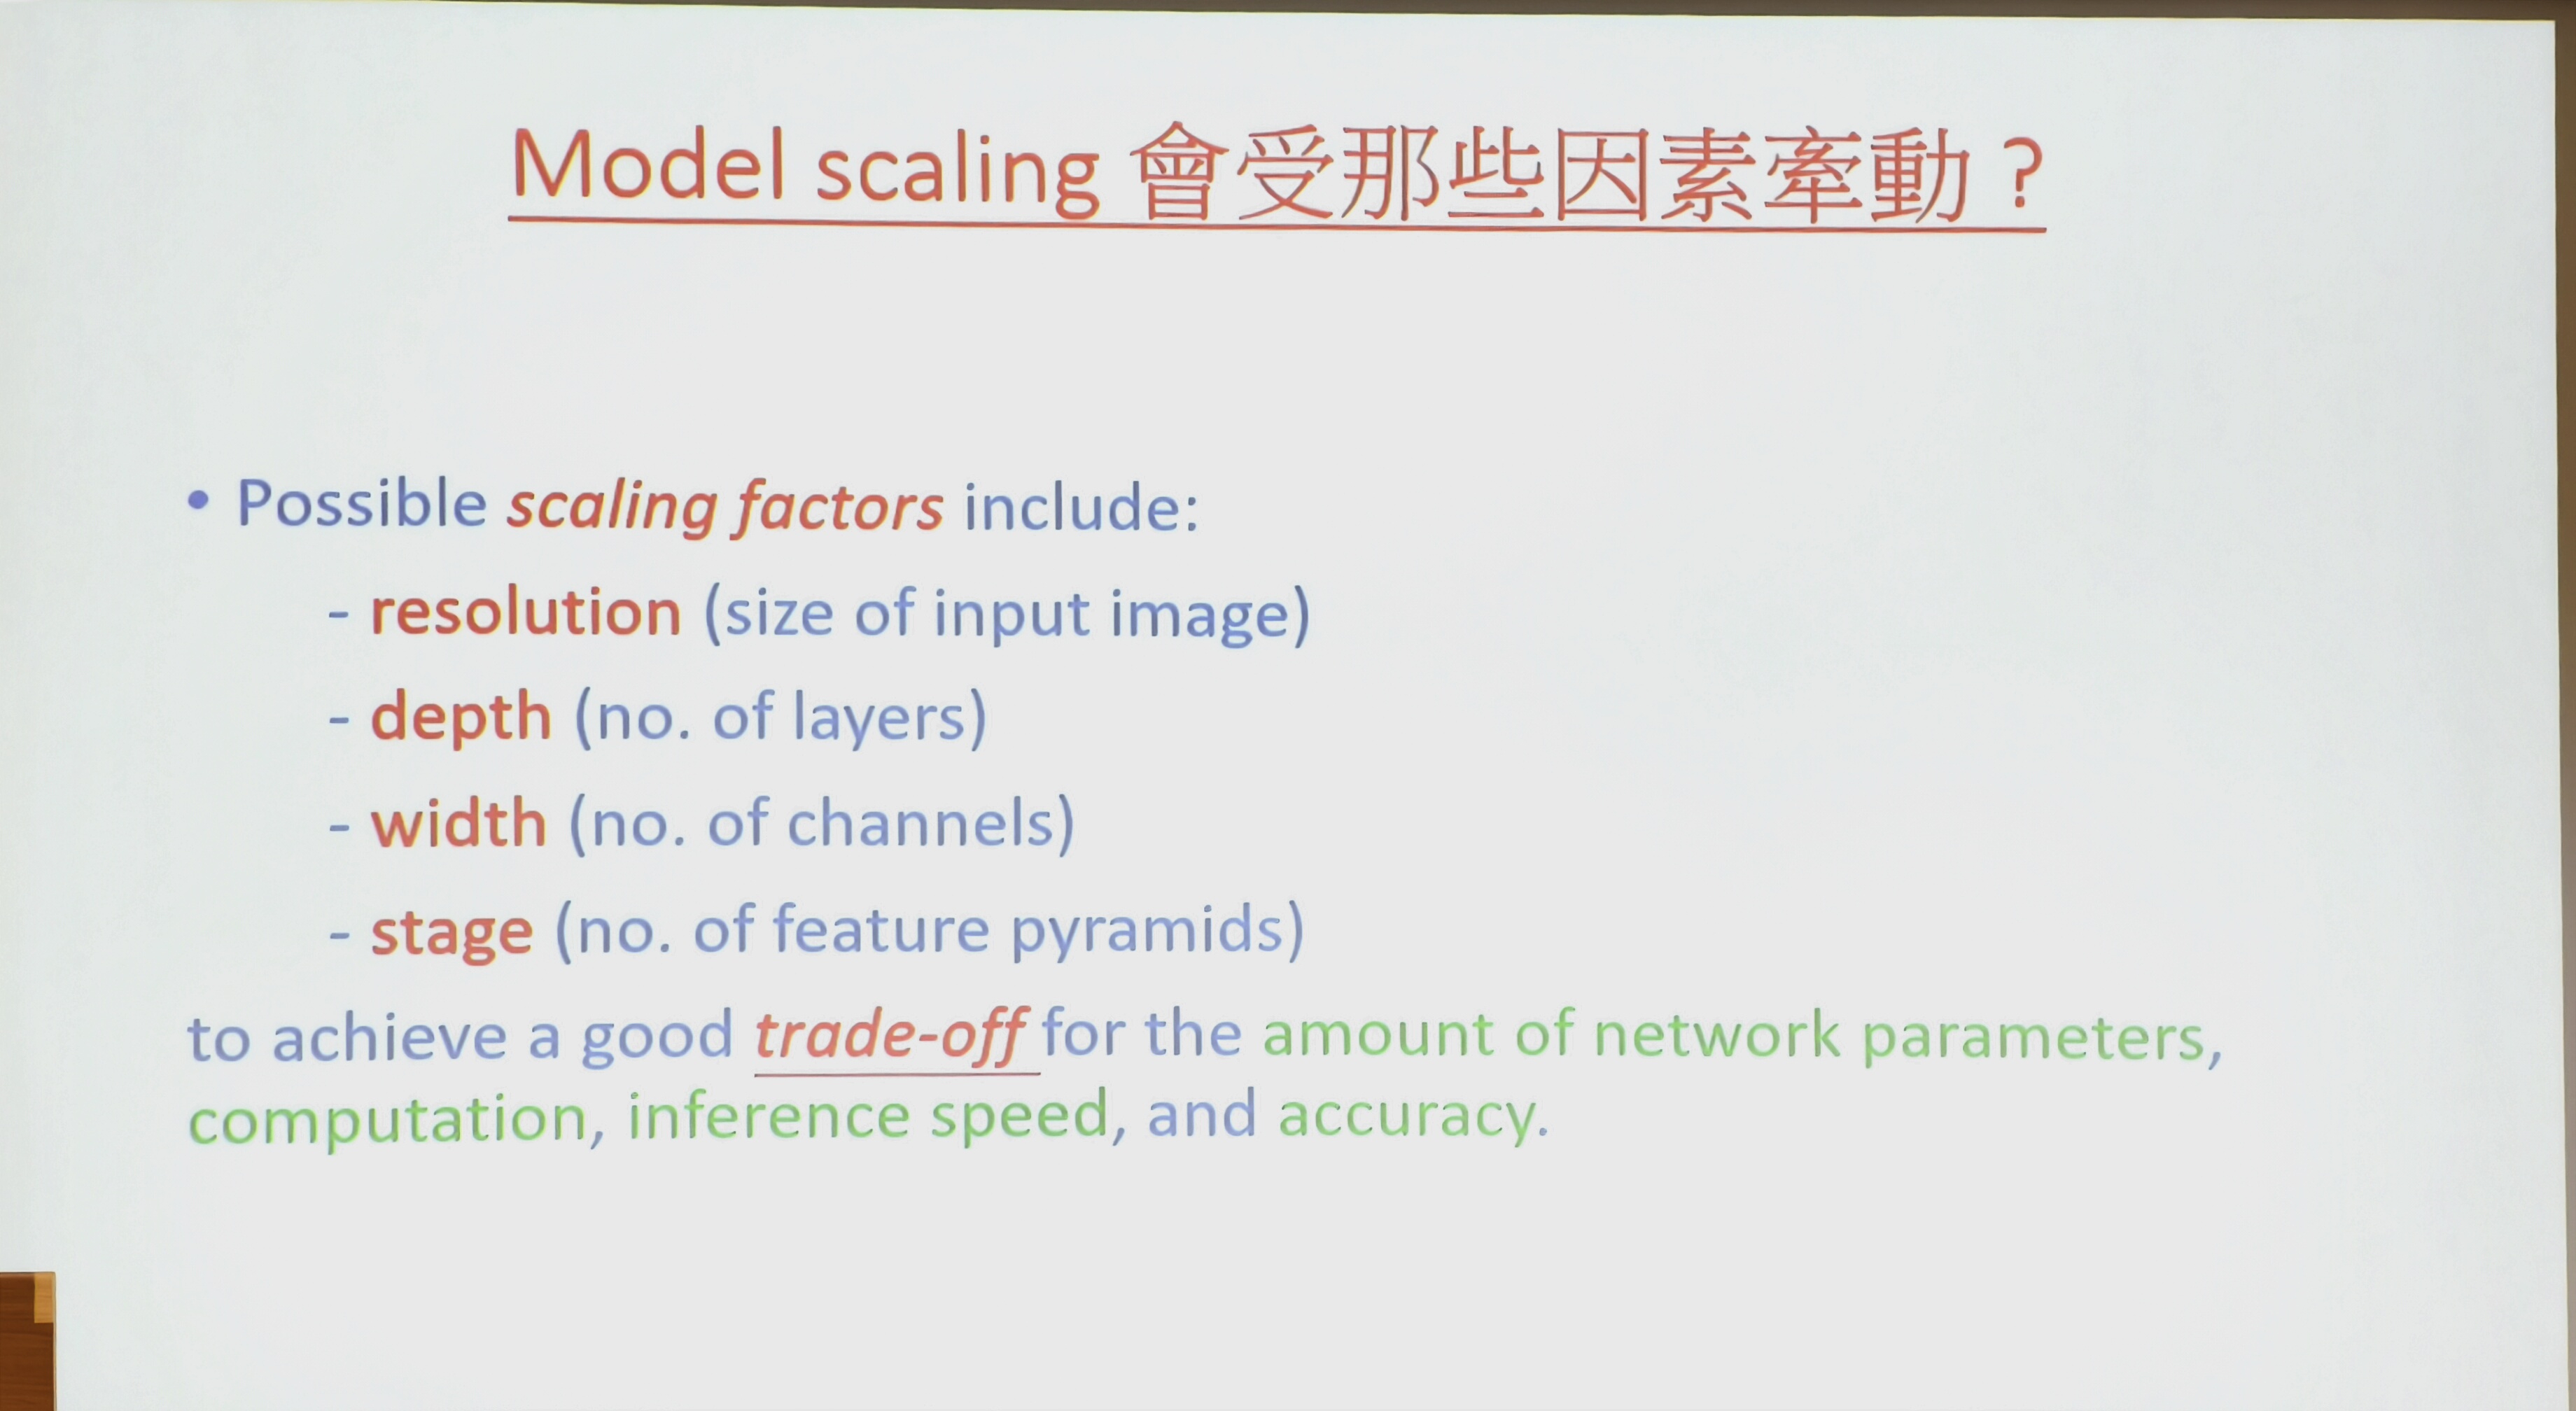 Model scaling 會受那些因素牽動？
• Possible scaling factors include:
- resolution (size of input image)
- depth (no. of layers)
- width (no. of channels)
- stage (no. of feature pyramids)
to achieve a good trade-off for the amount of network parameters,
computation, inference speed, and accuracy.